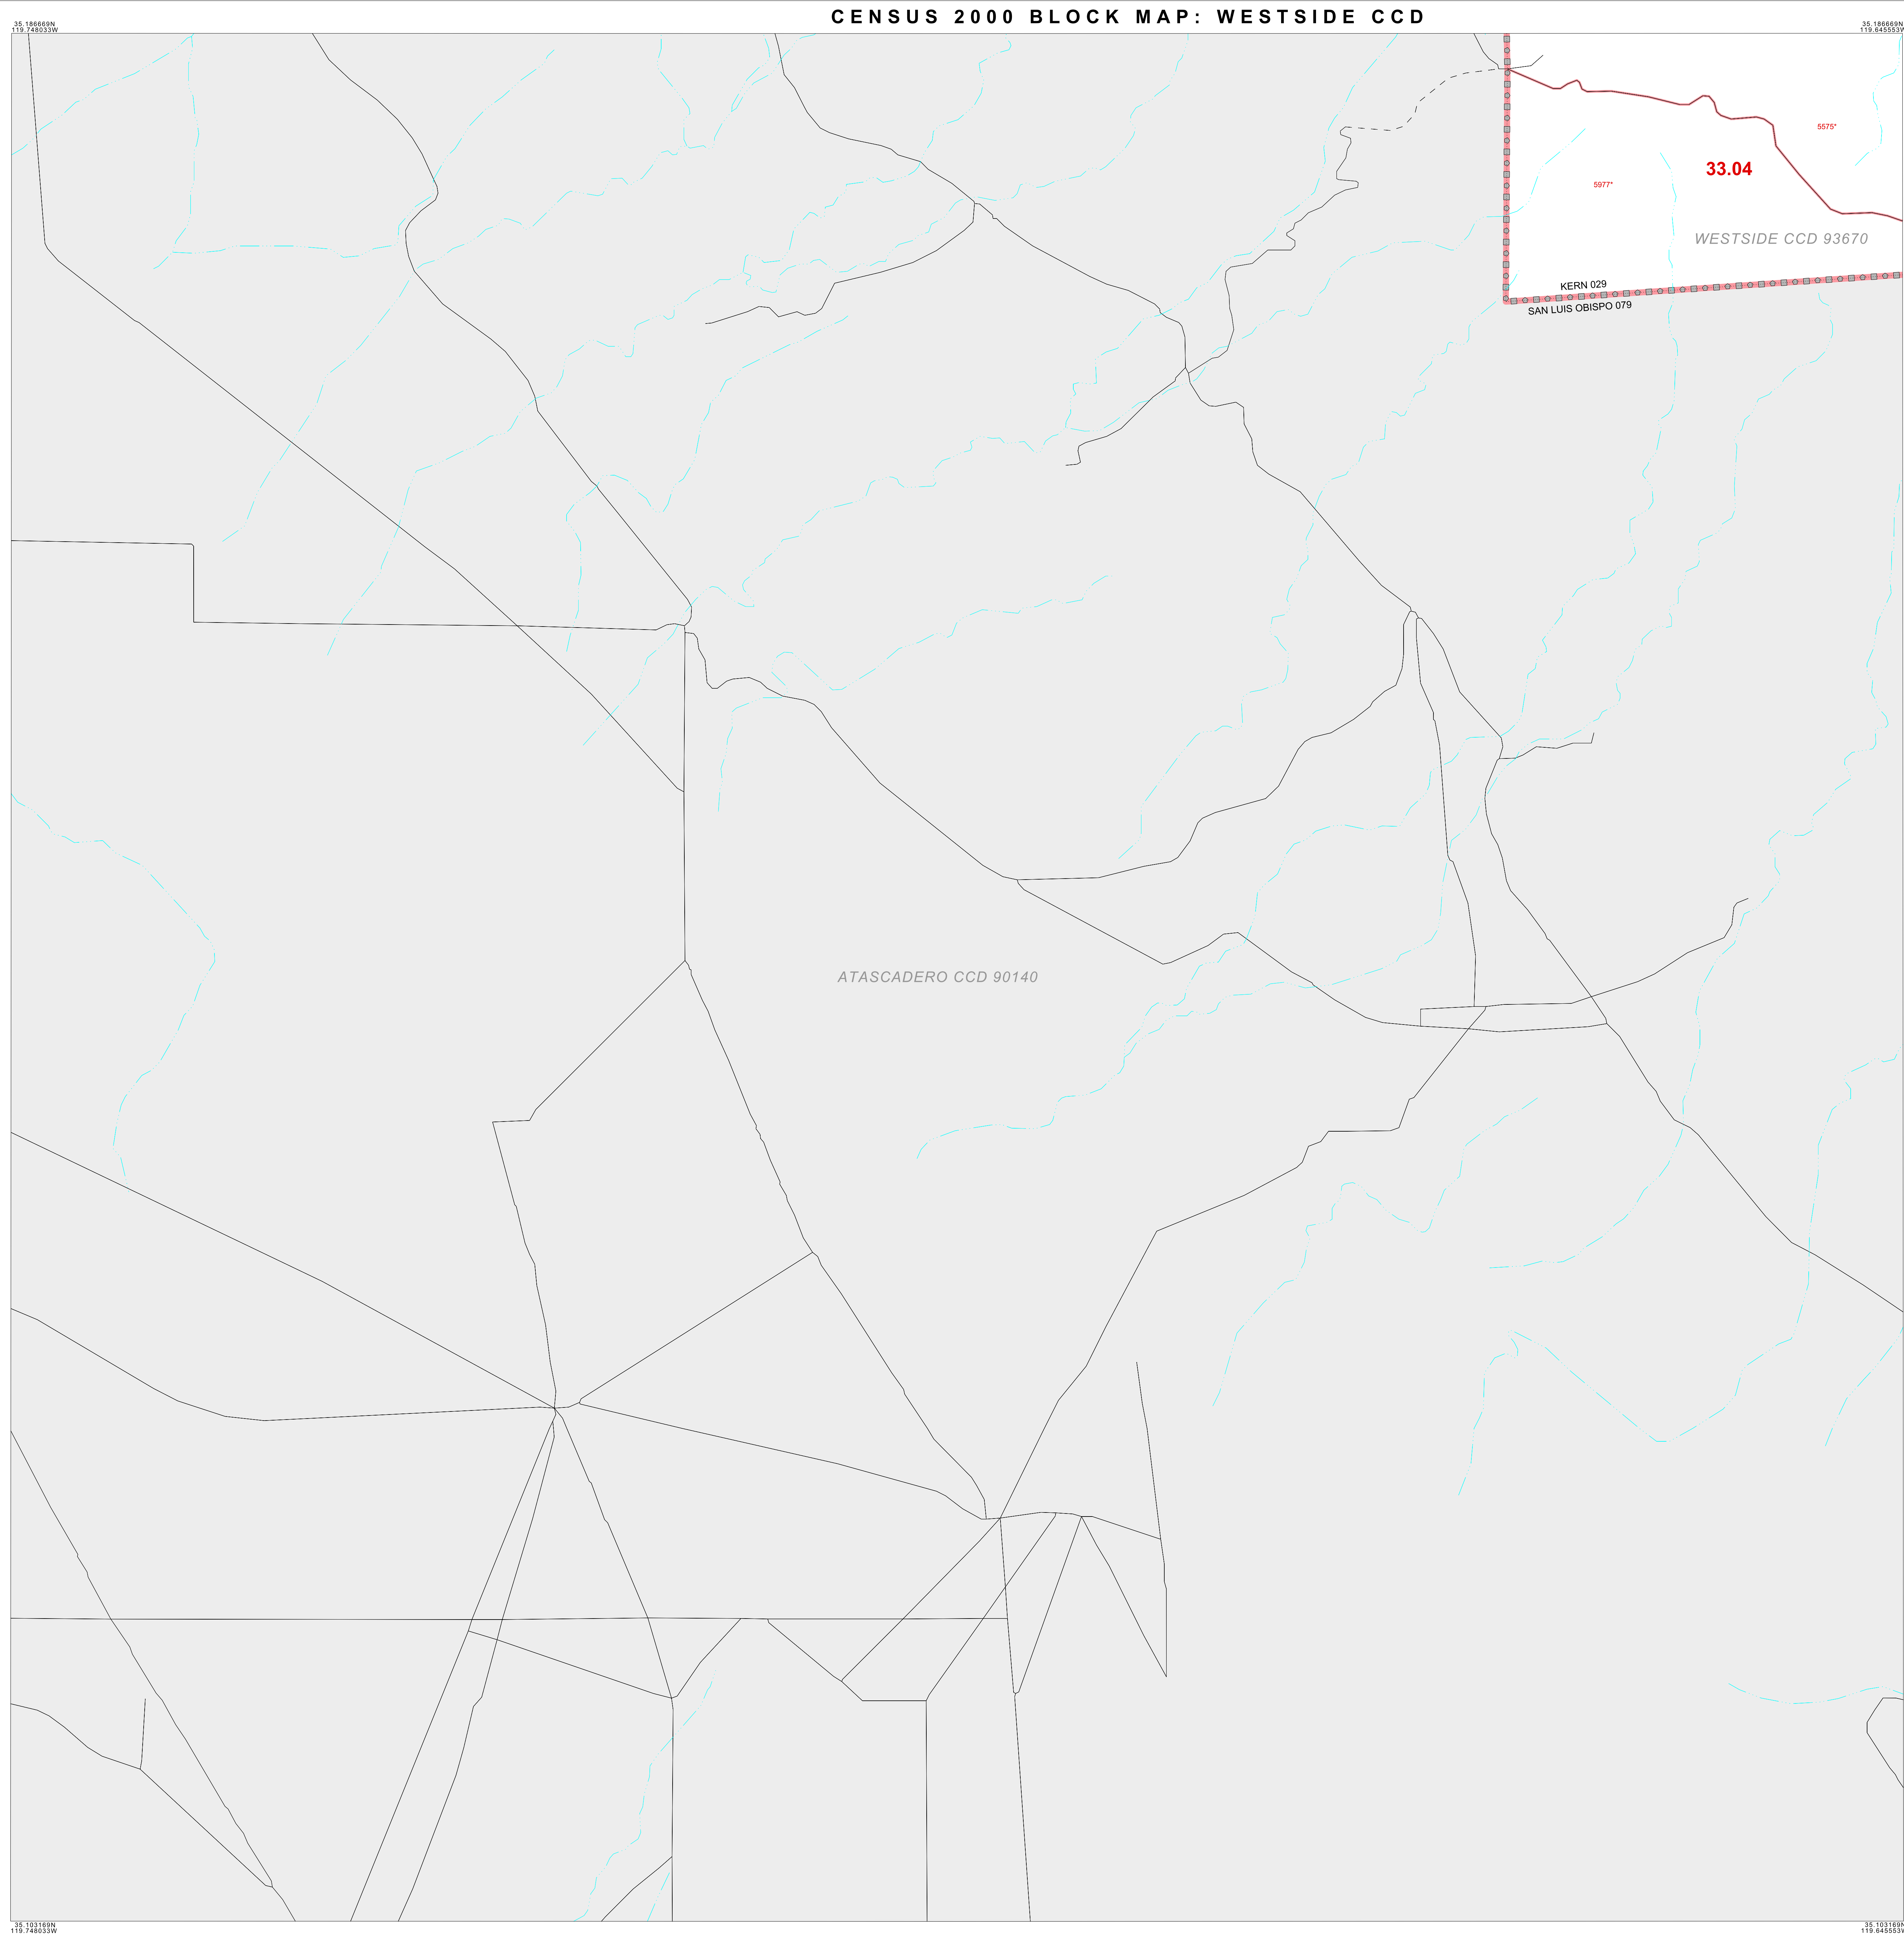 CENSUS 2000 BLOCK MAP: WESTSIDE CCD
35.186669N
119.748033W
35.186669N
119.645553W
5575*
33.04
5977*
WESTSIDE CCD 93670
KERN 029
SAN LUIS OBISPO 079
ATASCADERO CCD 90140
35.103169N
119.748033W
35.103169N
119.645553W